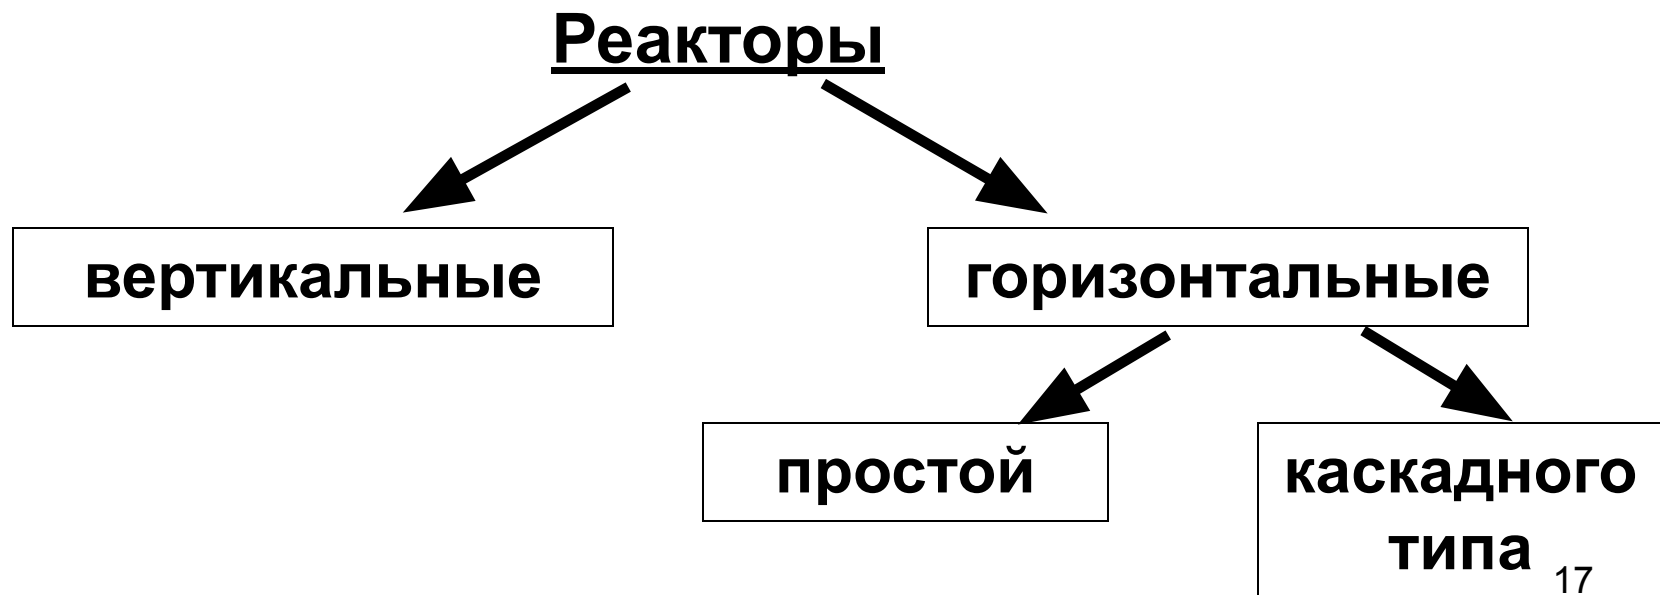 Реакторы
вертикальные
горизонтальные
простой
каскадного
типа
17